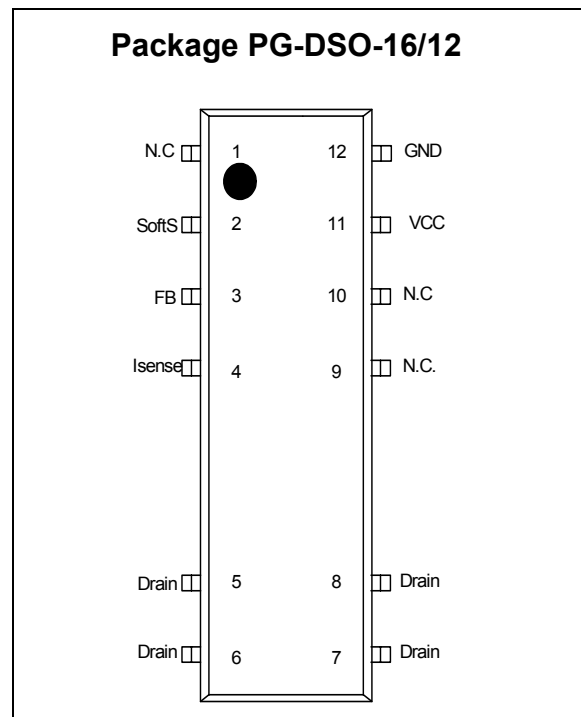 Package PG-DSO-16/12
N.C 1 12 GND
SoftS 2 11 VCC
FB 3 10 N.C
Isense 4 9 N.C.
Drain 5 8 Drain
Drain 6 7 Drain